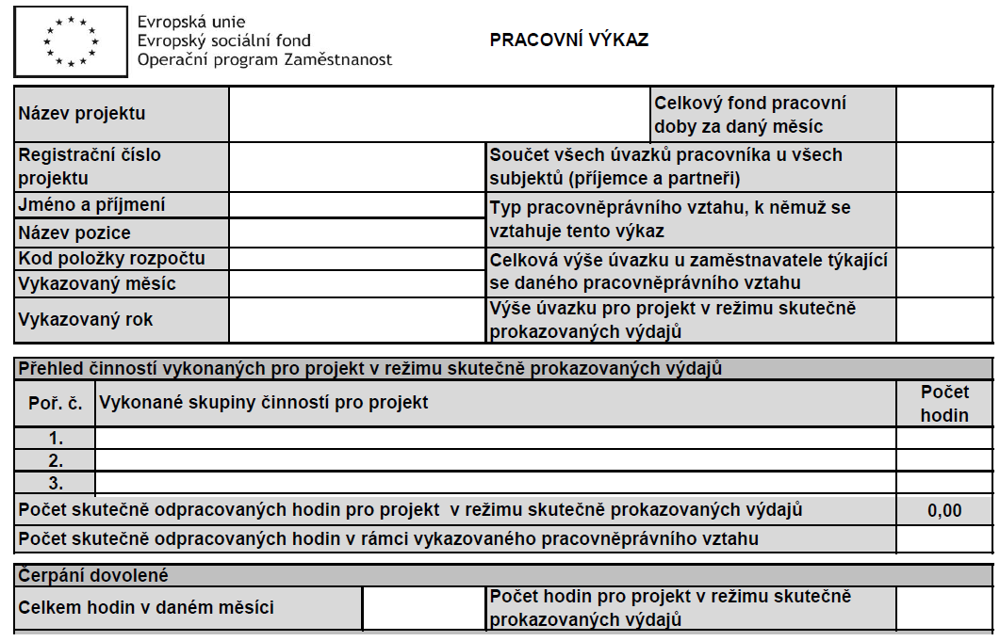 Evropská unie
Evropský sociální fond
Operační program Zaměstnanost
PRACOVNÍ VÝKAZ
Název projektu
Celkový fond pracovní
doby za daný měsíc
Registrační číslo
projektu
Součet všech úvazků pracovníka u všech
subjektů (příjemce a partneři)
Jméno a příjmení
Typ pracovněprávního vztahu, k němuž se
vztahuje tento výkaz
Název pozice
Kod položky rozpočtu
Celková výše úvazku u zaměstnavatele týkající
se daného pracovněprávního vztahu
Vykazovaný měsíc
Vykazovaný rok
Výše úvazku pro projekt v režimu skutečně
prokazovaných výdajů
Přehled činností vykonaných pro projekt v režimu skutečně prokazovaných výdajů
Poř. č.
Vykonané skupiny činností pro projekt
Počet
hodin
1.
2.
3.
Počet skutečně odpracovaných hodin pro projekt  v režimu skutečně prokazovaných výdajů
0,00
Počet skutečně odpracovaných hodin v rámci vykazovaného pracovněprávního vztahu
Čerpání dovolené
Celkem hodin v daném měsíci
Počet hodin pro projekt v režimu skutečně
prokazovaných výdajů